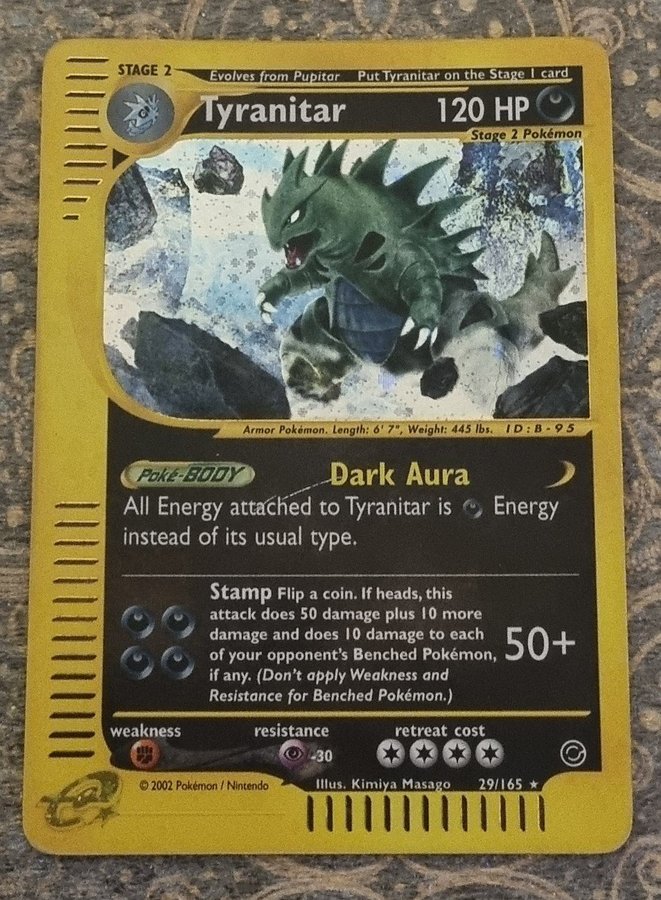 STAGE 2
Evolves from Pupitar Put Tyranitar on the Stage 1 card
Tyranitar 120 HP
Stage 2 Pokémon
Armor Pokémon. Length: 6' 7", Weight: 445 lbs. ID:B-95
Poké-BODY Dark Aura
All Energy attached to Tyranitar is Energy
instead of its usual type.
Stamp Flip a coin. If heads, this
attack does 50 damage plus 10 more
damage and does 10 damage to each
of your opponent's Benched Pokémon,
if any. (Don't apply Weakness and
Resistance for Benched Pokémon.)
50+
weakness resistance retreat cost
-30
© 2002 Pokémon / Nintendo Illus. Kimiya Masago 29/165 ★